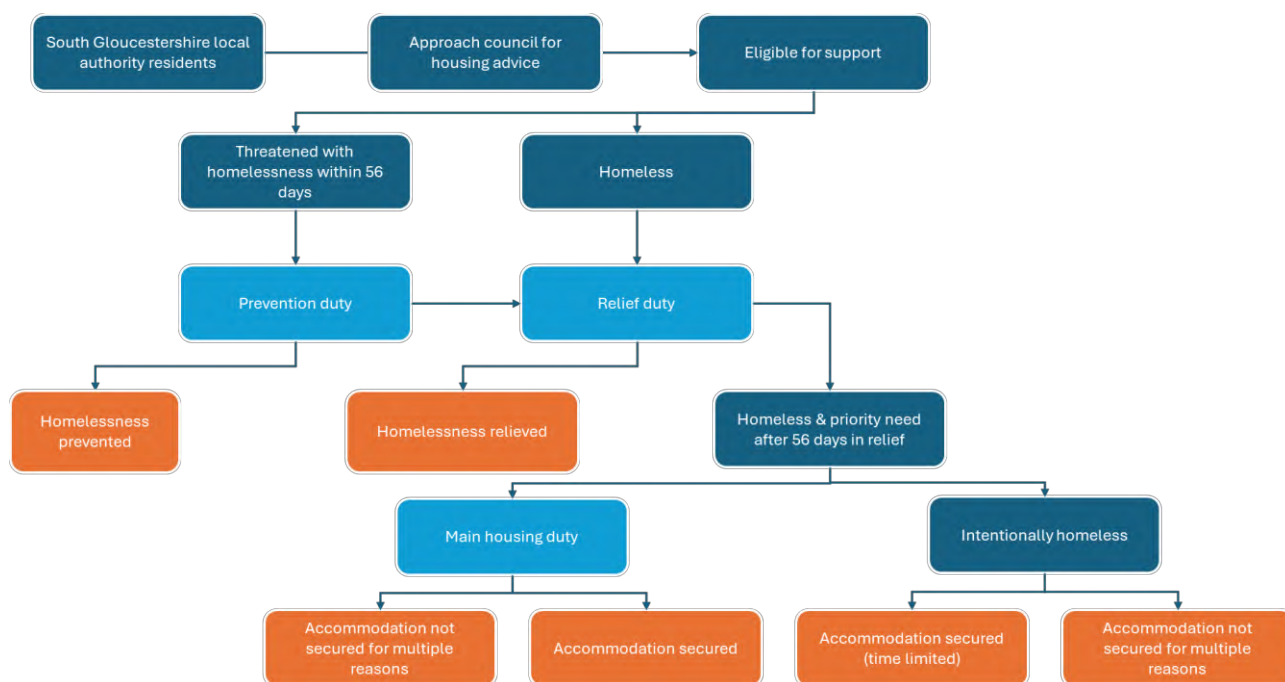 South Gloucestershire local
authority residents
Approach council for
housing advice
Eligible for support
Threatened with
homelessness within 56
days
Homeless
Prevention duty
Relief duty
Homelessness
prevented
Homelessness relieved
Homeless & priority need
after 56 days in relief
Main housing duty
Intentionally homeless
Accommodation not
secured for multiple
reasons
Accommodation secured
Accommodation secured
(time limited)
Accommodation not
secured for multiple
reasons